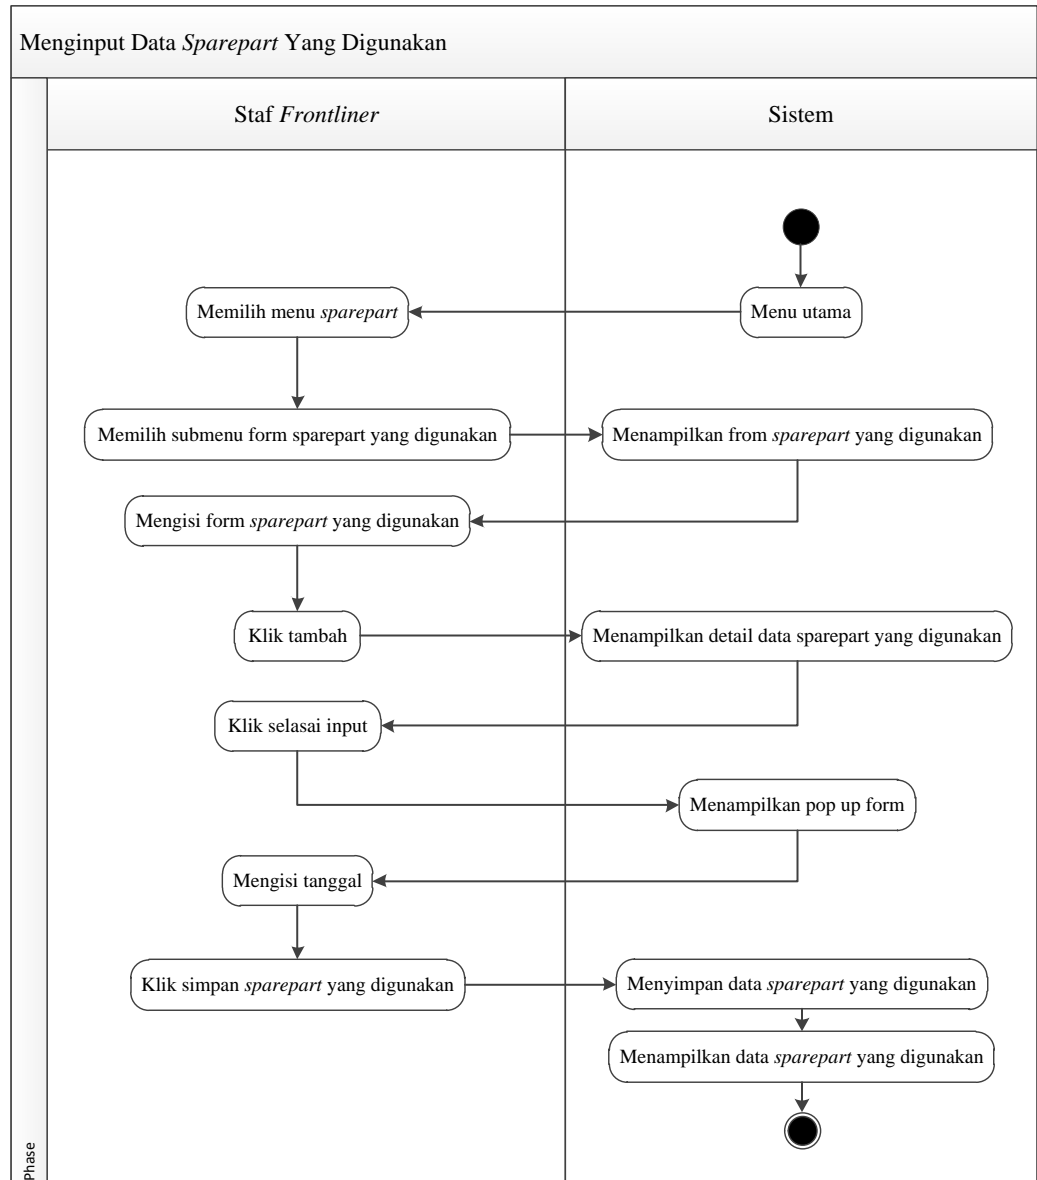 Menginput Data Sparepart Yang Digunakan
Staf Frontliner
Sistem
Menu utama
Memilih menu sparepart
Memilih submenu form sparepart yang digunakan
Menampilkan from sparepart yang digunakan
Mengisi form sparepart yang digunakan
Klik tambah
Menampilkan detail data sparepart yang digunakan
Klik selasai input
Menampilkan pop up form
Mengisi tanggal
Klik simpan sparepart yang digunakan
Menyimpan data sparepart yang digunakan
Menampilkan data sparepart yang digunakan
Phase